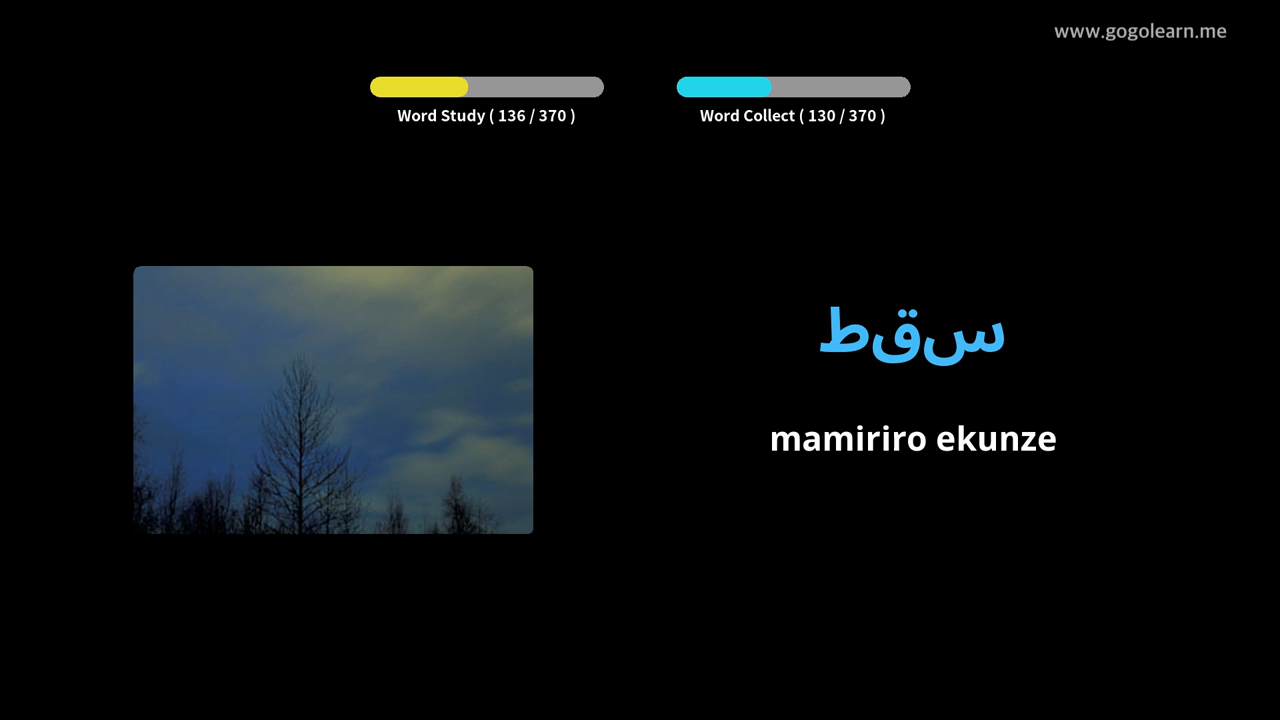 www.gogolearn.me
Word Study ( 136 / 370 )
Word Collect ( 130 / 370 )
سقط
mamiriro ekunze